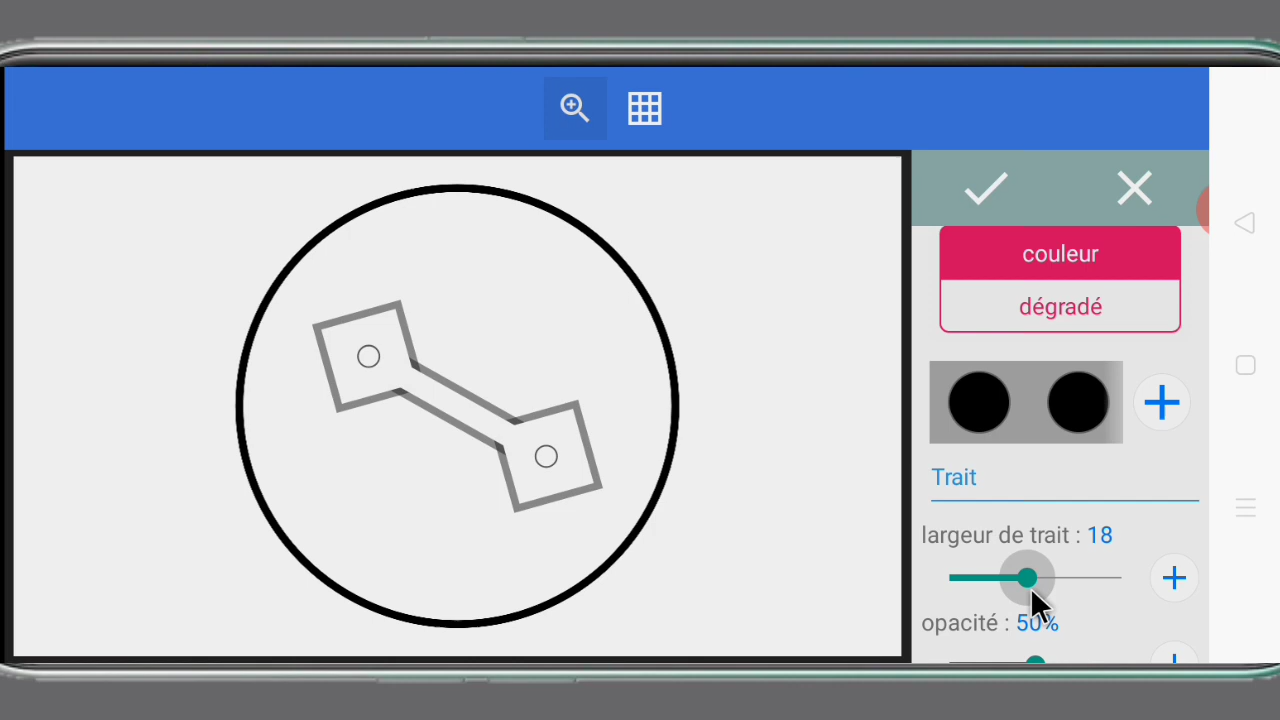 couleur
dégradé
Trait
largeur de trait : 18
opacité : 50%